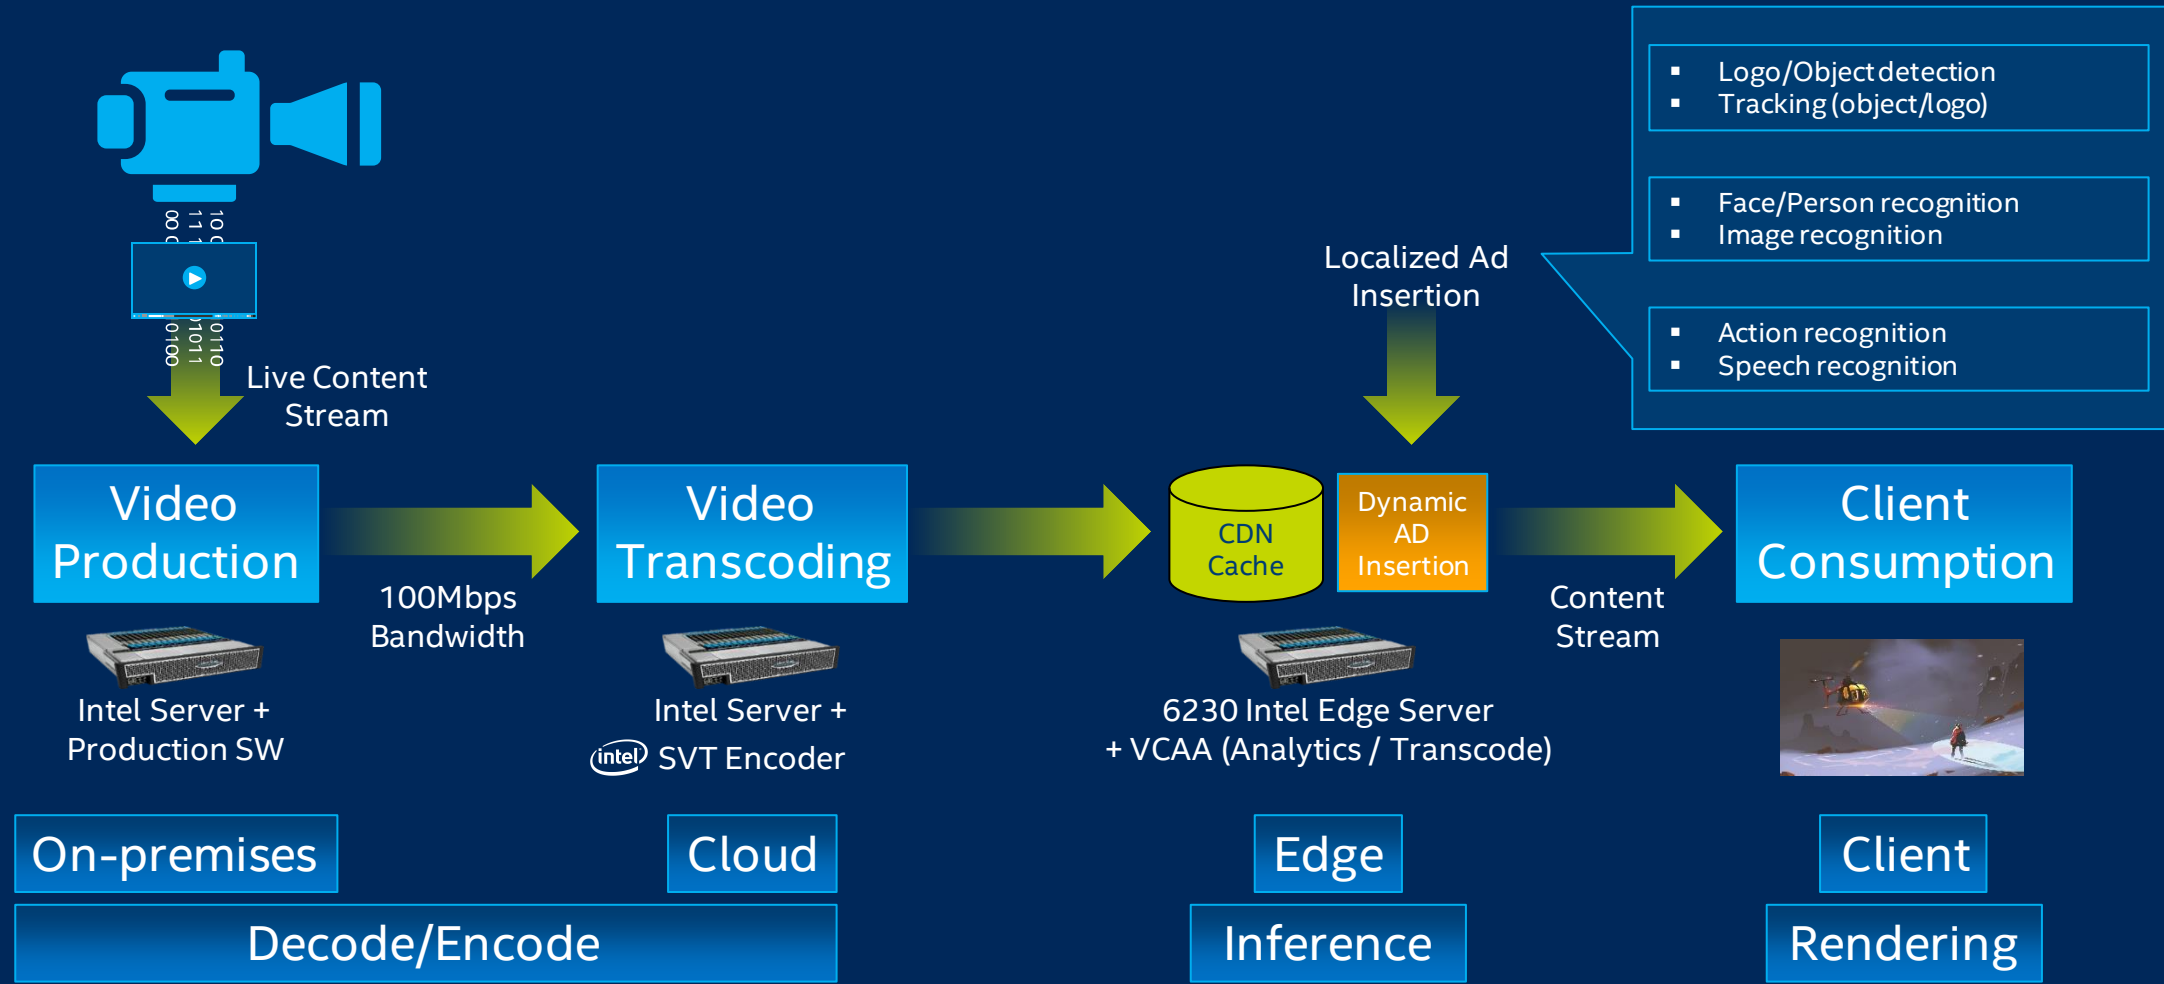 Logo/Object detection
Tracking (object/logo)
Face/Person recognition
Image recognition
Action recognition
Speech recognition
Localized Ad
Insertion
Live Content
Stream
Video
Production
100Mbps
Bandwidth
Video
Transcoding
CDN
Cache
Dynamic
AD
Insertion
Content
Stream
Client
Consumption
Intel Server +
Production SW
Intel Server +
intel SVT Encoder
6230 Intel Edge Server
+ VCAA (Analytics / Transcode)
On-premises
Cloud
Edge
Client
Decode/Encode
Inference
Rendering